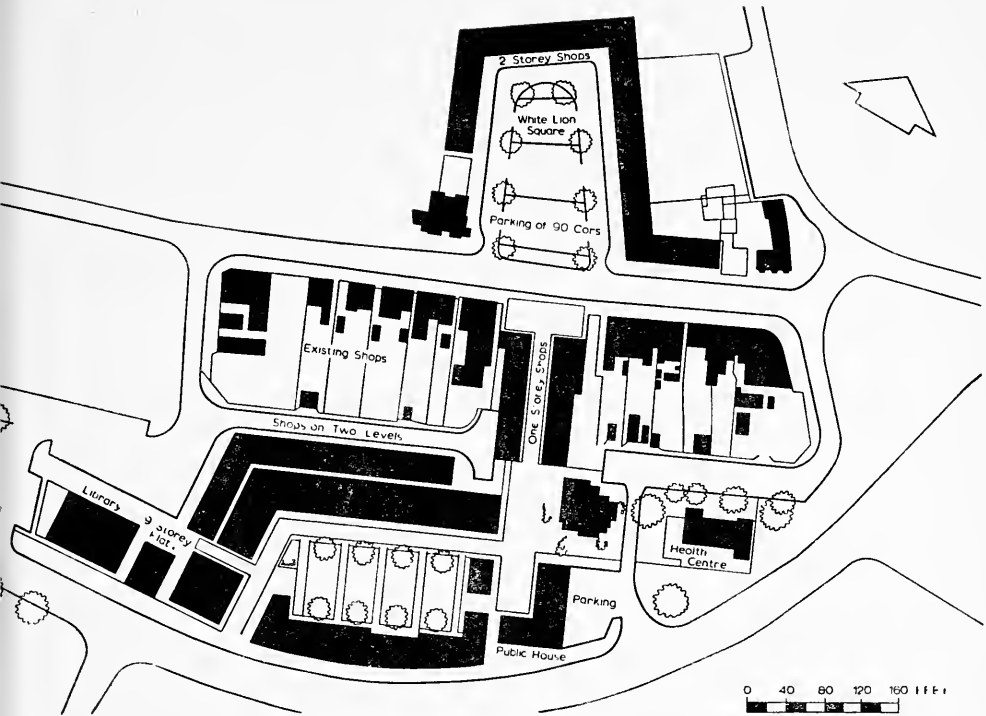 2 Storey Shops
White Lion
Square
Parking of 90 Cars
Existing Shops
One Storey Shops
Shops on Two Levels
Library
9 Storey
Flats
Health
Centre
Parking
Public House
0 40 80 120 160 FEET